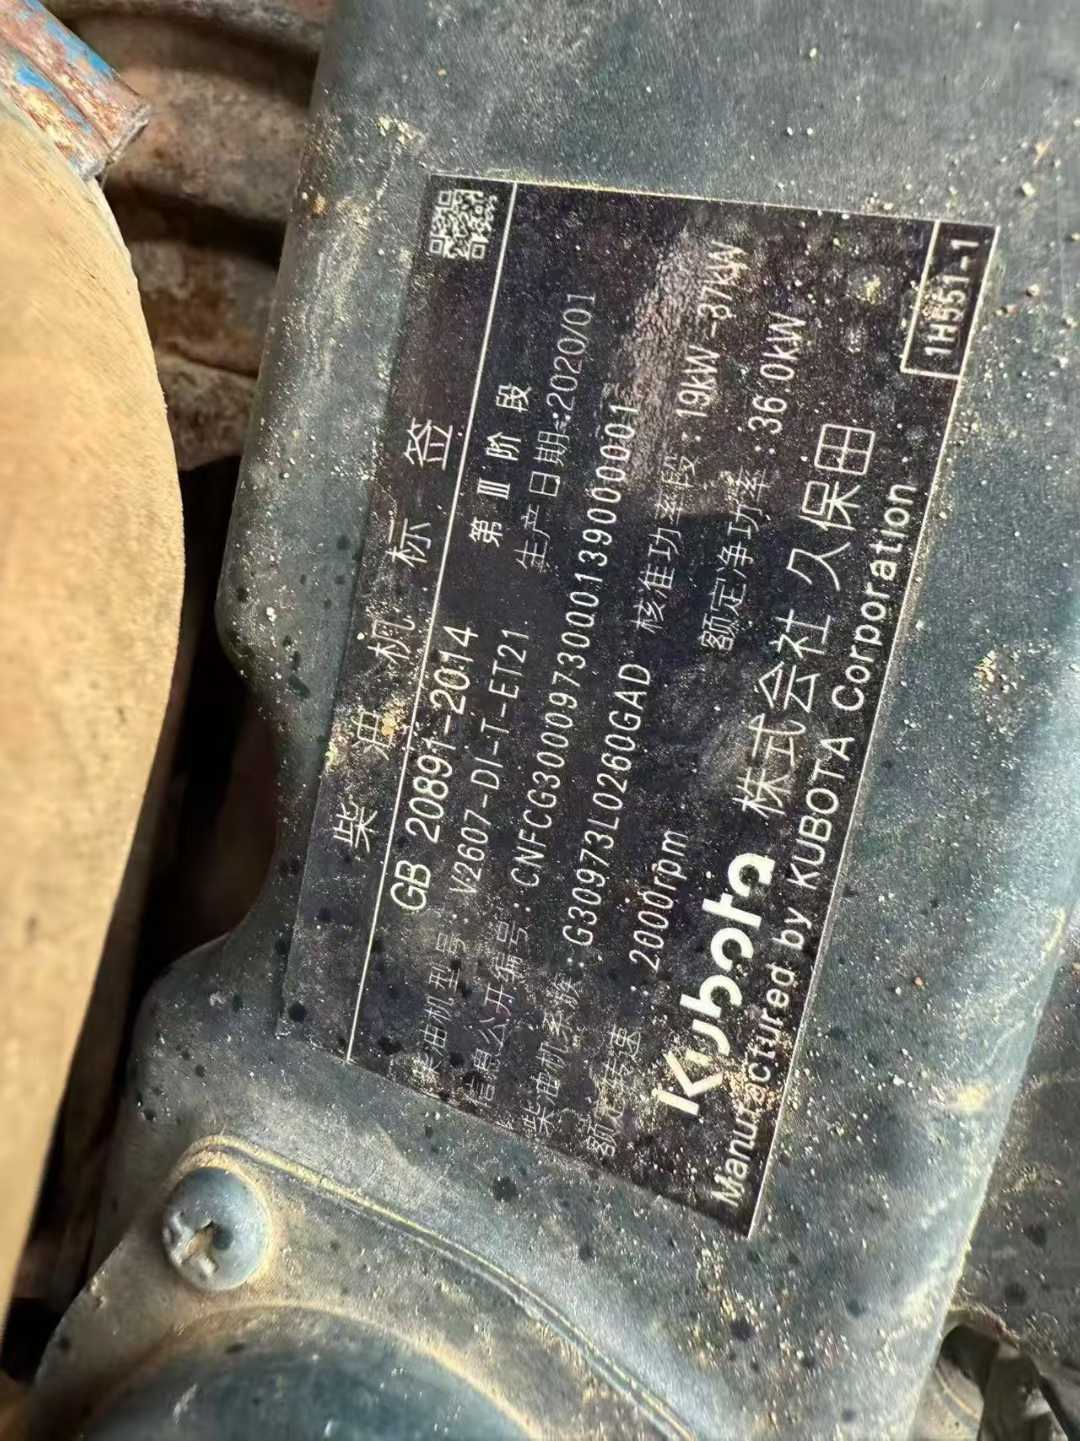 柴油机标签
GB 20891-2014 第Ⅲ阶段
柴油机型号：V2607-DI-T-ET21 生产日期：2020/01
信息公开编号：CNFCG3000973000139000001
柴油机系族：G30973L0260GAD 核准功率段：19kW-37kW
额定转速：2000rpm 额定净功率：36.0kW
Kubota 株式会社 久保田
Manufactured by KUBOTA Corporation
1H551-1